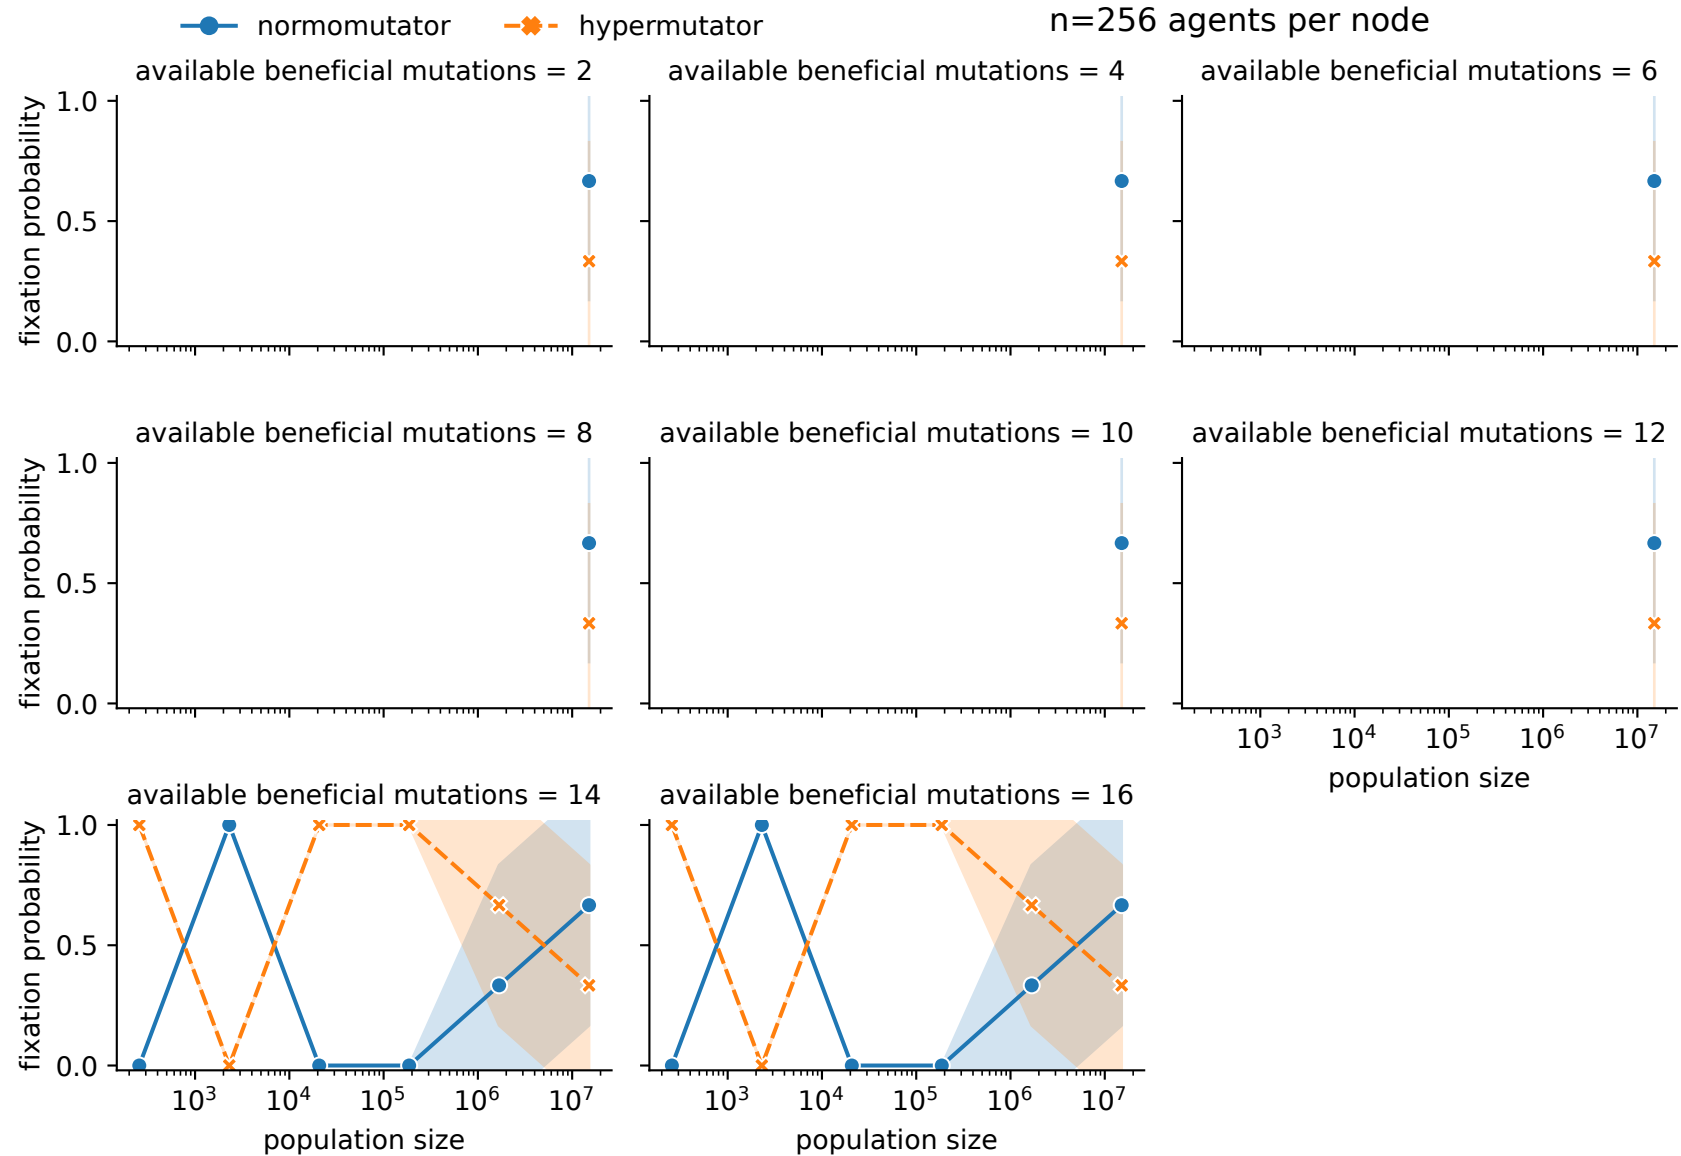 normomutator hypermutator n=256 agents per node
available beneficial mutations = 2 available beneficial mutations = 4 available beneficial mutations = 6
fixation probability
1.0
0.5
0.0
available beneficial mutations = 8 available beneficial mutations = 10 available beneficial mutations = 12
fixation probability
1.0
0.5
0.0
10³ 10⁴ 10⁵ 10⁶ 10⁷
population size
available beneficial mutations = 14 available beneficial mutations = 16
fixation probability
1.0
0.5
0.0
10³ 10⁴ 10⁵ 10⁶ 10⁷ 10³ 10⁴ 10⁵ 10⁶ 10⁷
population size population size